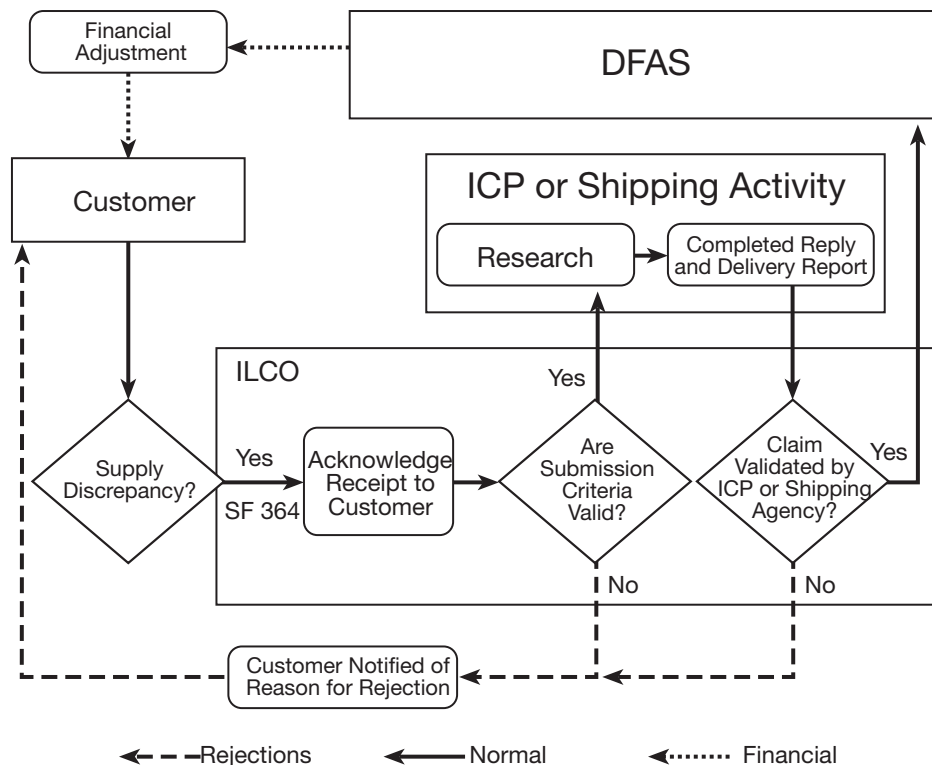 Financial
Adjustment
DFAS
Customer
ICP or Shipping Activity
Research
Completed Reply
and Delivery Report
ILCO
Yes
Supply
Discrepancy?
Yes
SF 364
Acknowledge
Receipt to
Customer
Are
Submission
Criteria
Valid?
Claim
Validated by
ICP or Shipping
Agency?
Yes
No
No
Customer Notified of
Reason for Rejection
Rejections
Normal
Financial